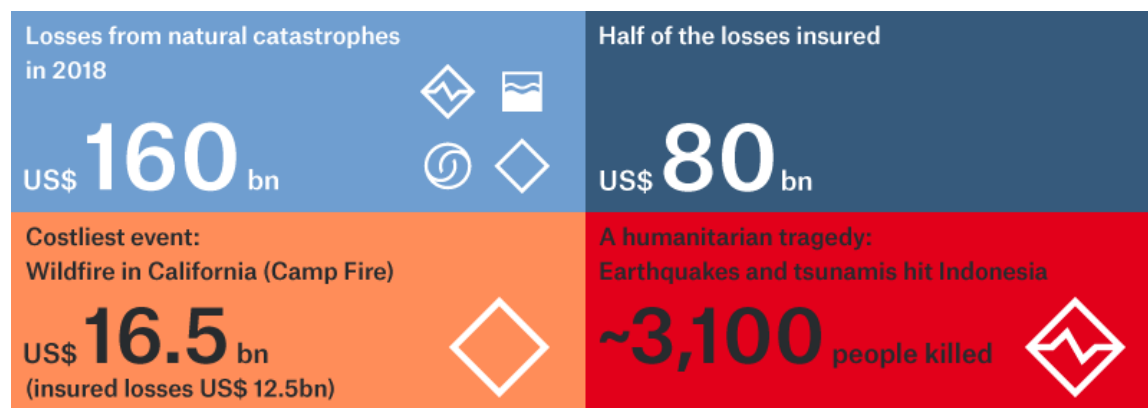 Losses from natural catastrophes
in 2018
US$ 160 bn
Half of the losses insured
US$ 80 bn
Costliest event:
Wildfire in California (Camp Fire)
US$ 16.5 bn
(insured losses US$ 12.5bn)
A humanitarian tragedy:
Earthquakes and tsunamis hit Indonesia
~3,100 people killed